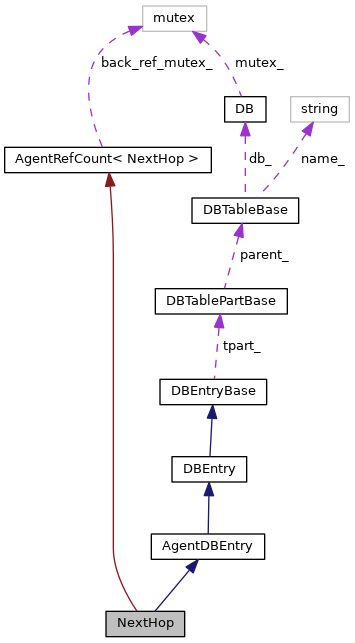 mutex
back_ref_mutex_
mutex_
DB
string
AgentRefCount< NextHop >
db_
name_
DBTableBase
parent_
DBTablePartBase
tpart_
DBEntryBase
DBEntry
AgentDBEntry
NextHop